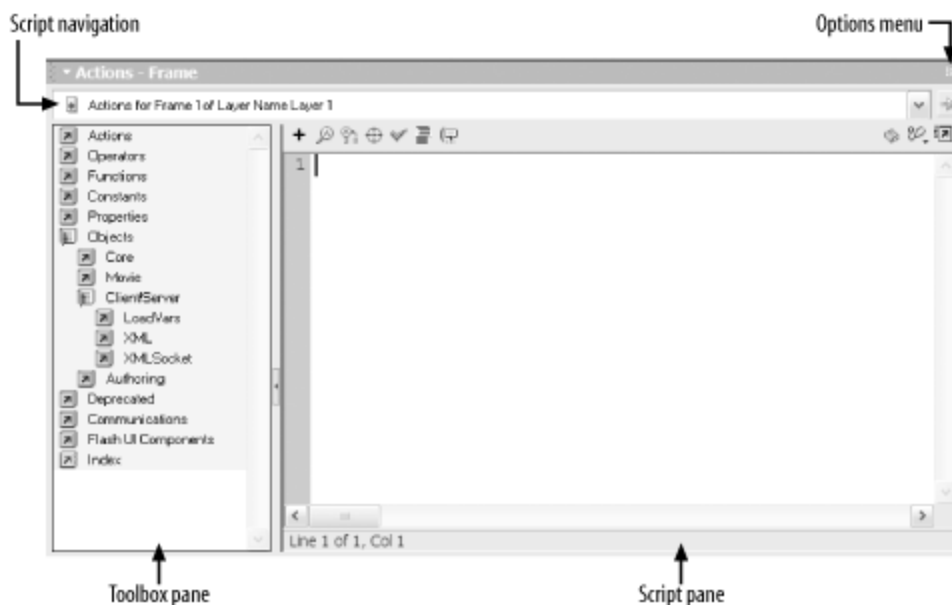 Script navigation
Options menu
Actions - Frame
Actions for Frame 1 of Layer Name Layer 1
Actions
Operators
Functions
Constants
Properties
Objects
Core
Movie
Client/Server
LoadVars
XML
XMLSocket
Authoring
Deprecated
Communications
Flash UI Components
Index
1
Line 1 of 1, Col 1
Toolbox pane
Script pane